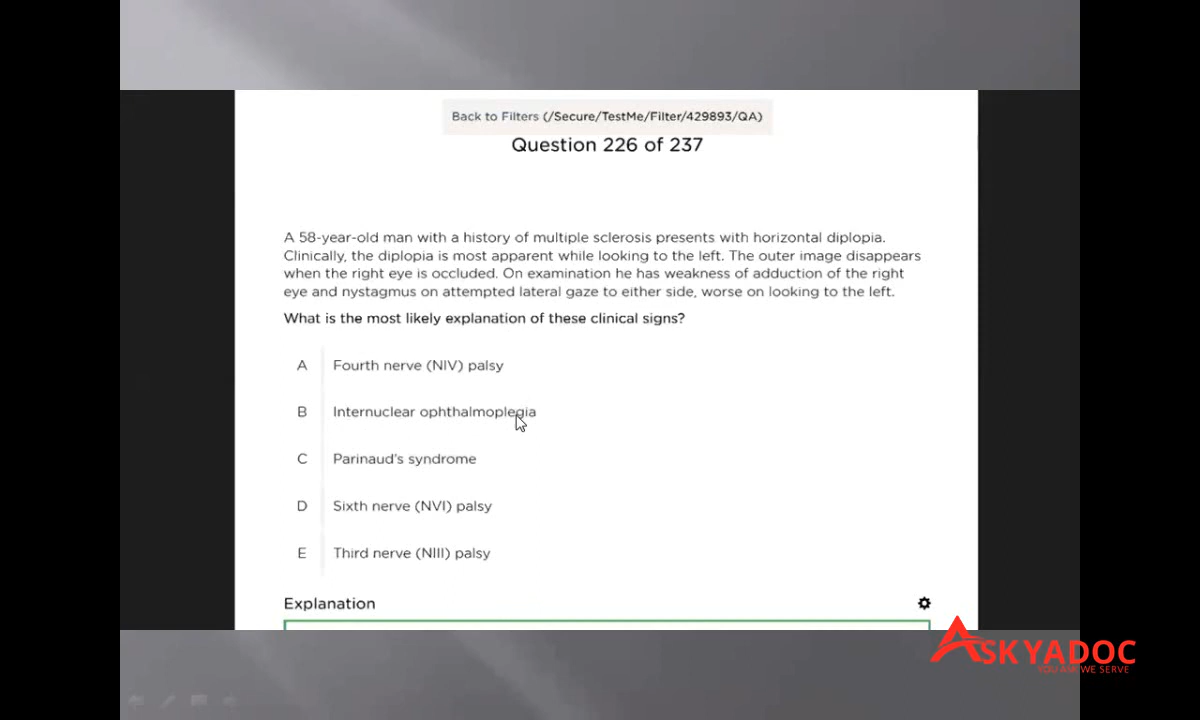 Back to Filters (/Secure/TestMe/Filter/429893/QA)
Question 226 of 237
A 58-year-old man with a history of multiple sclerosis presents with horizontal diplopia.
Clinically, the diplopia is most apparent while looking to the left. The outer image disappears
when the right eye is occluded. On examination he has weakness of adduction of the right
eye and nystagmus on attempted lateral gaze to either side, worse on looking to the left.
What is the most likely explanation of these clinical signs?
A Fourth nerve (NIV) palsy
B Internuclear ophthalmoplegia
C Parinaud's syndrome
D Sixth nerve (NVI) palsy
E Third nerve (NIII) palsy
Explanation
ASKYADOC
YOU ASK WE SERVE